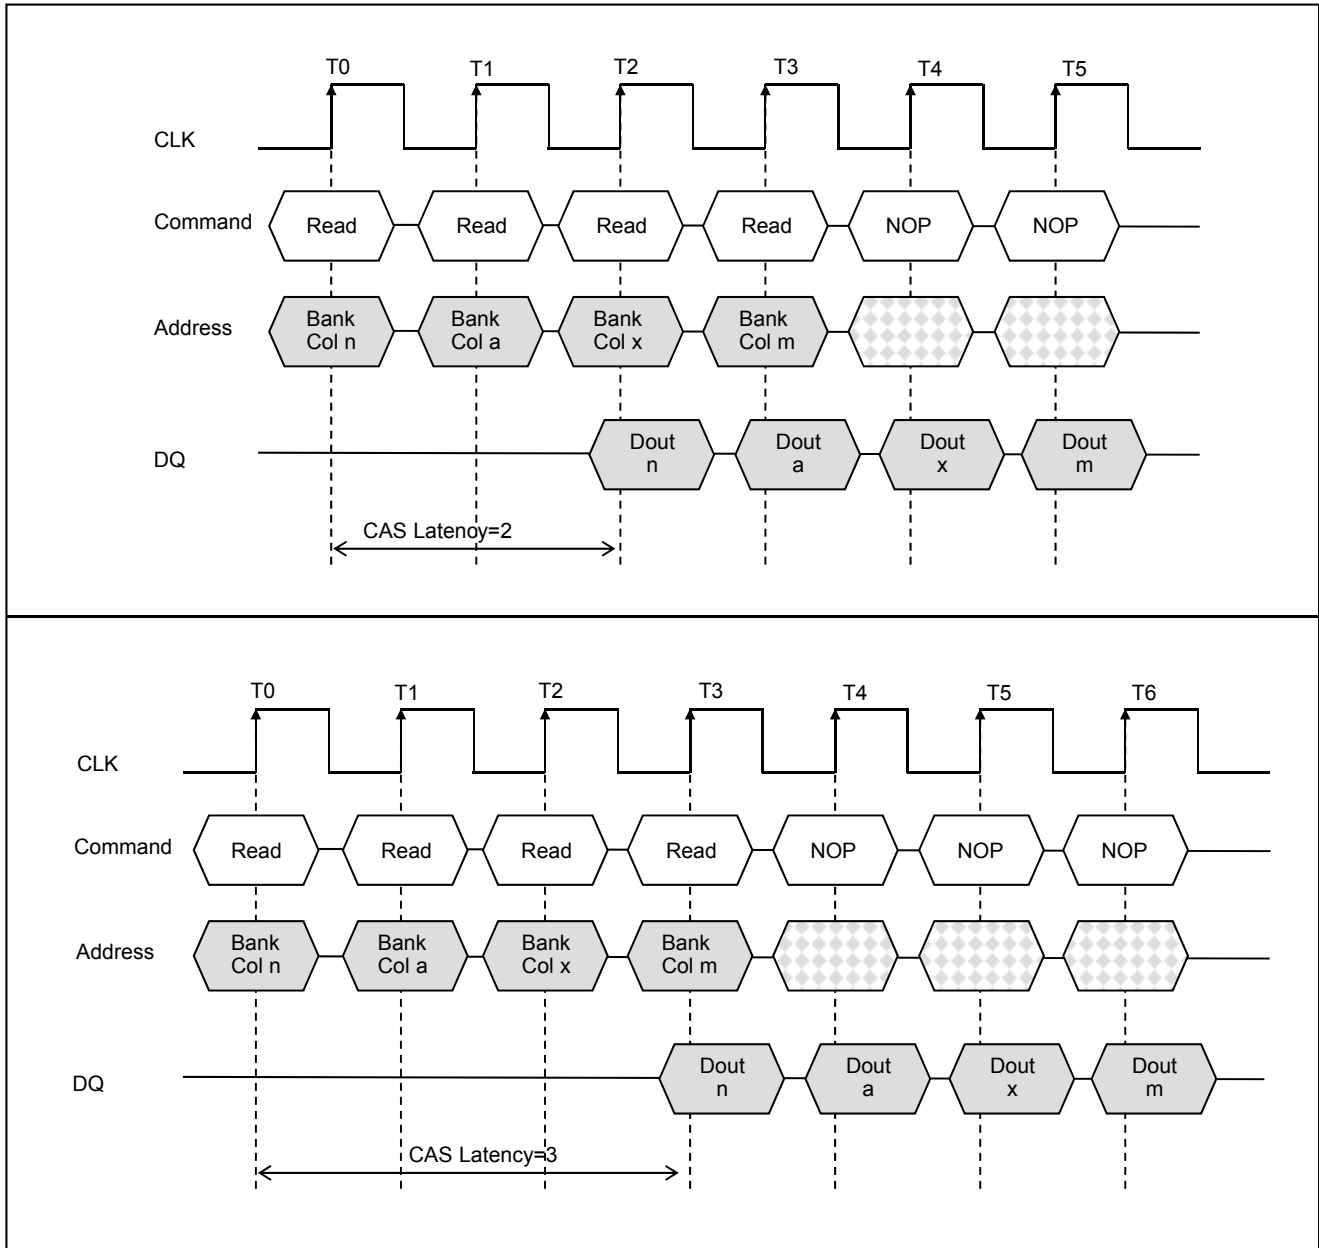 T0 T1 T2 T3 T4 T5
CLK
Command Read Read Read Read NOP NOP
Address
Bank Bank Bank Bank
Col n Col a Col x Col m
DQ
Dout Dout Dout Dout
n a x m
CAS Latency=2
T0 T1 T2 T3 T4 T5 T6
CLK
Command Read Read Read Read NOP NOP NOP
Address
Bank Bank Bank Bank
Col n Col a Col x Col m
DQ
Dout Dout Dout Dout
n a x m
CAS Latency=3